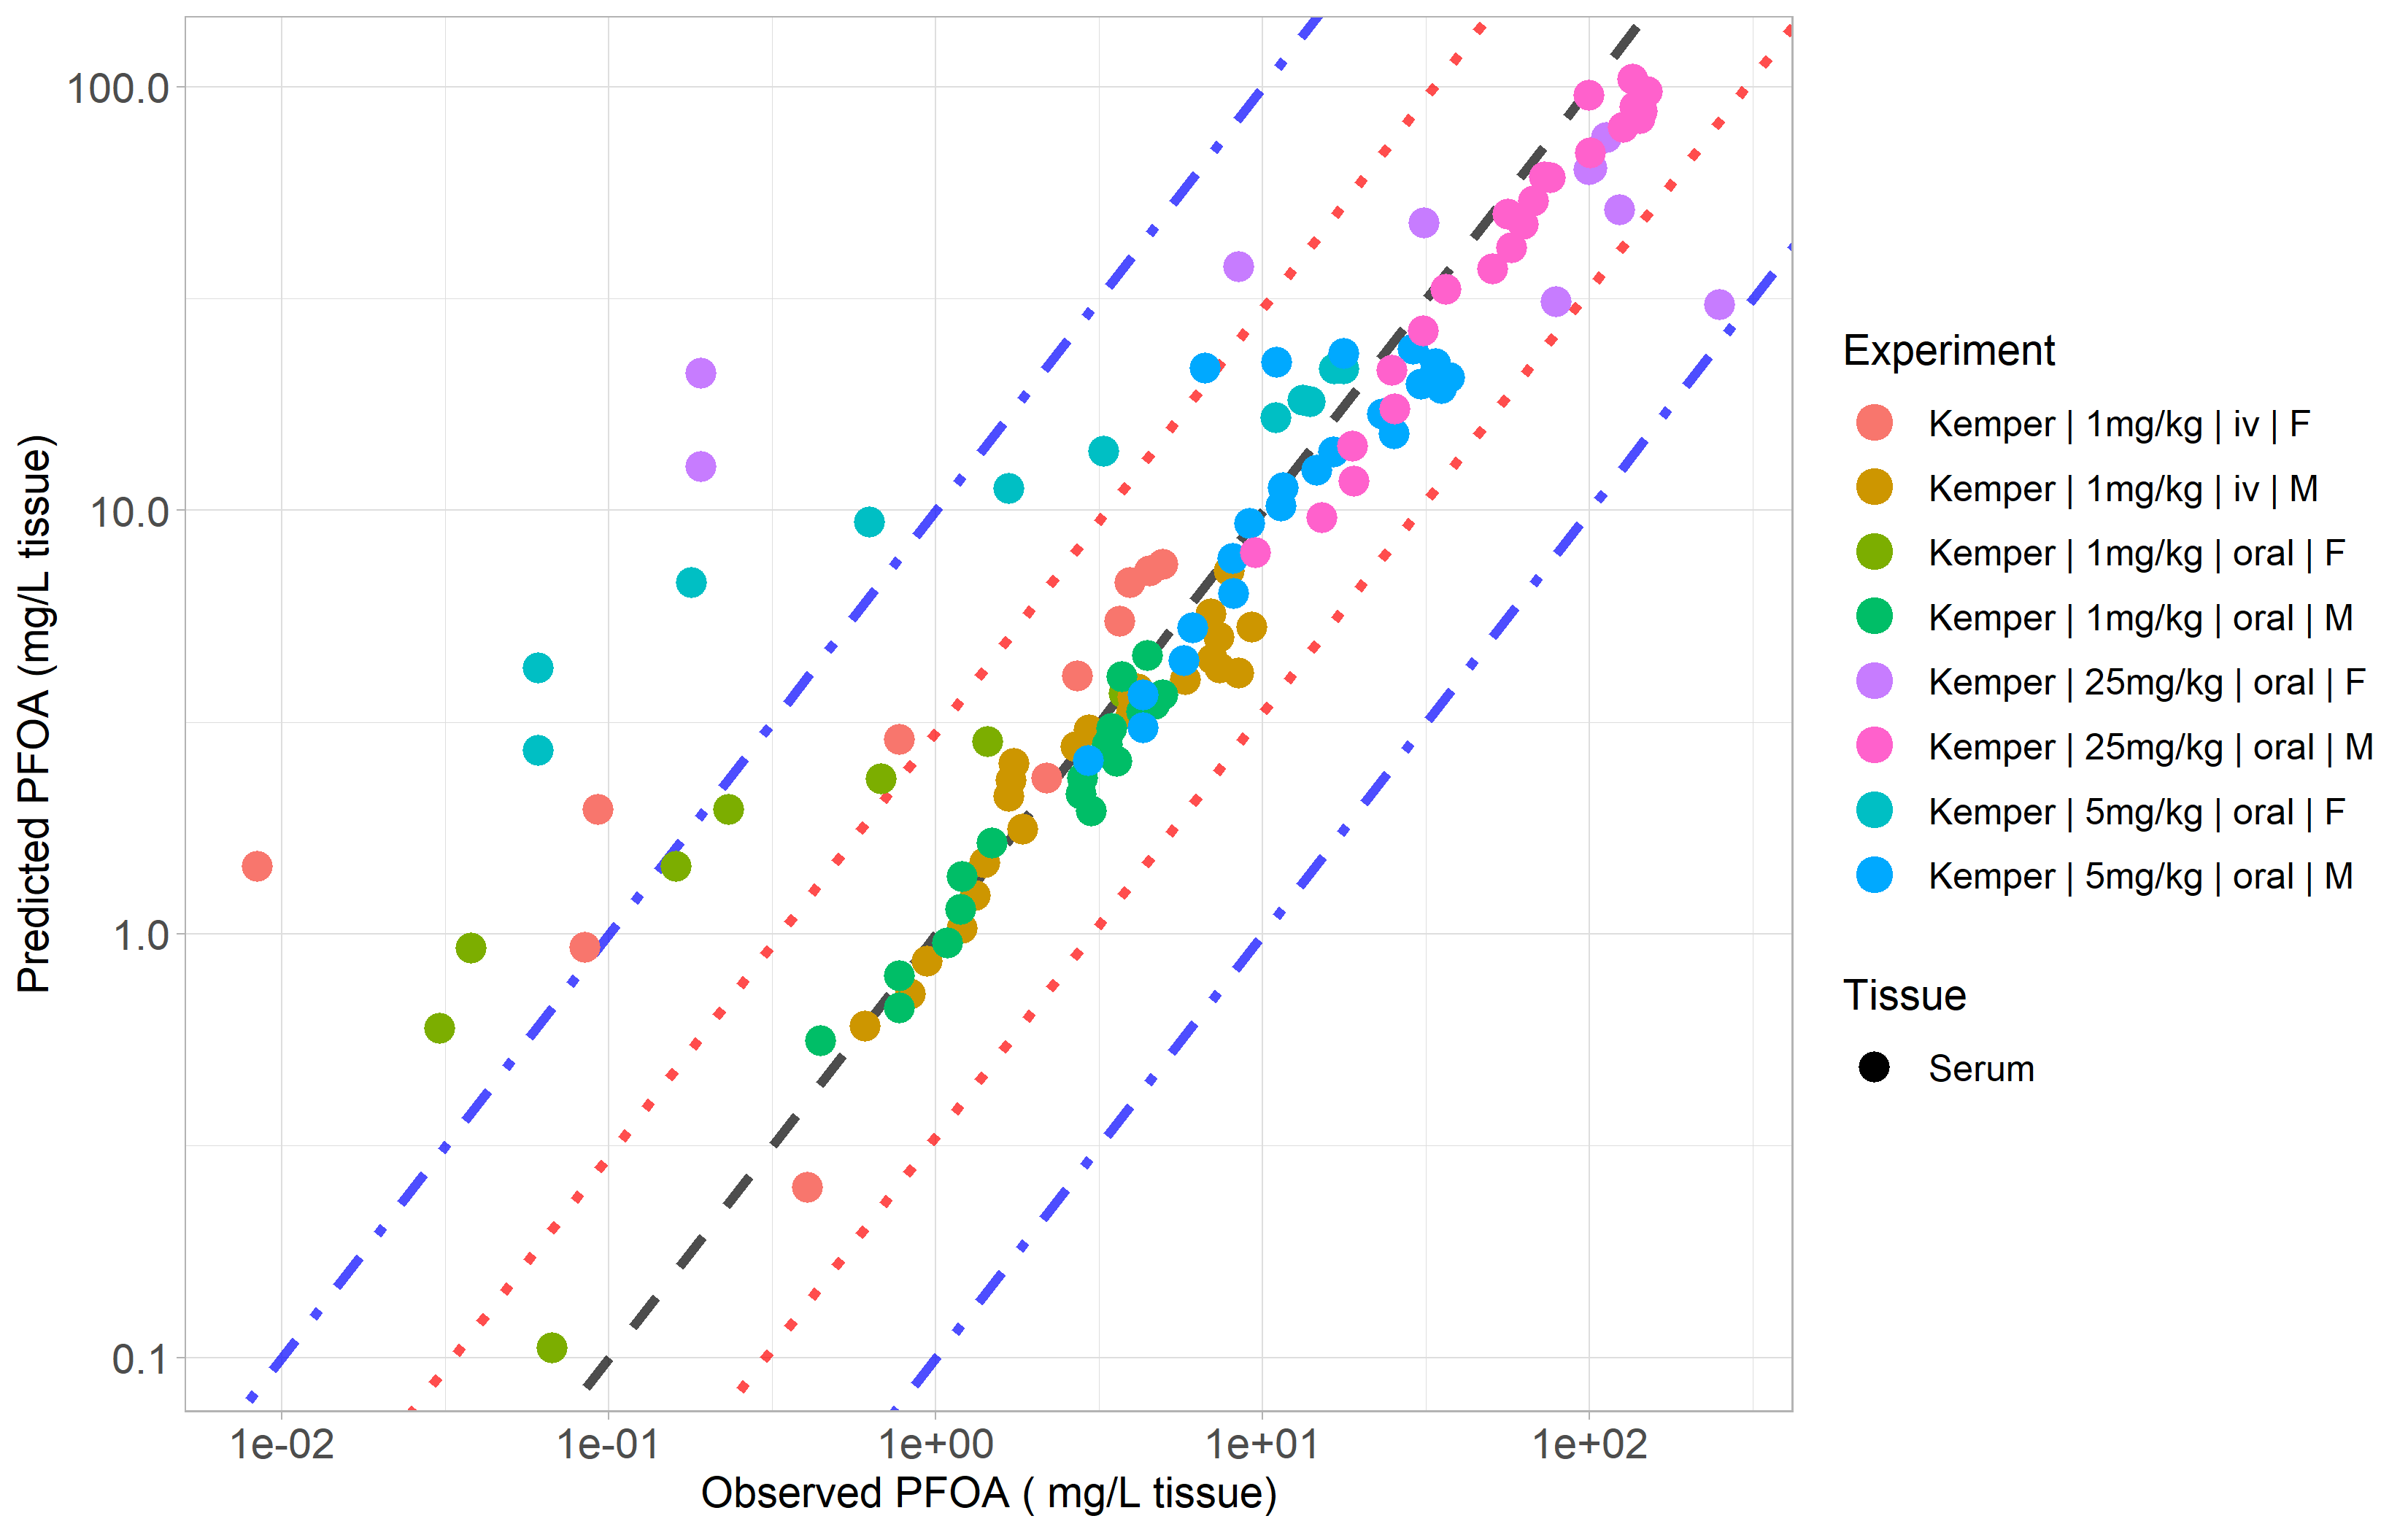 Predicted PFOA (mg/L tissue)
100.0
10.0
1.0
0.1
1e-02
1e-01
1e+00
1e+01
1e+02
Observed PFOA ( mg/L tissue)
Experiment
Kemper | 1mg/kg | iv | F
Kemper | 1mg/kg | iv | M
Kemper | 1mg/kg | oral | F
Kemper | 1mg/kg | oral | M
Kemper | 25mg/kg | oral | F
Kemper | 25mg/kg | oral | M
Kemper | 5mg/kg | oral | F
Kemper | 5mg/kg | oral | M
Tissue
Serum